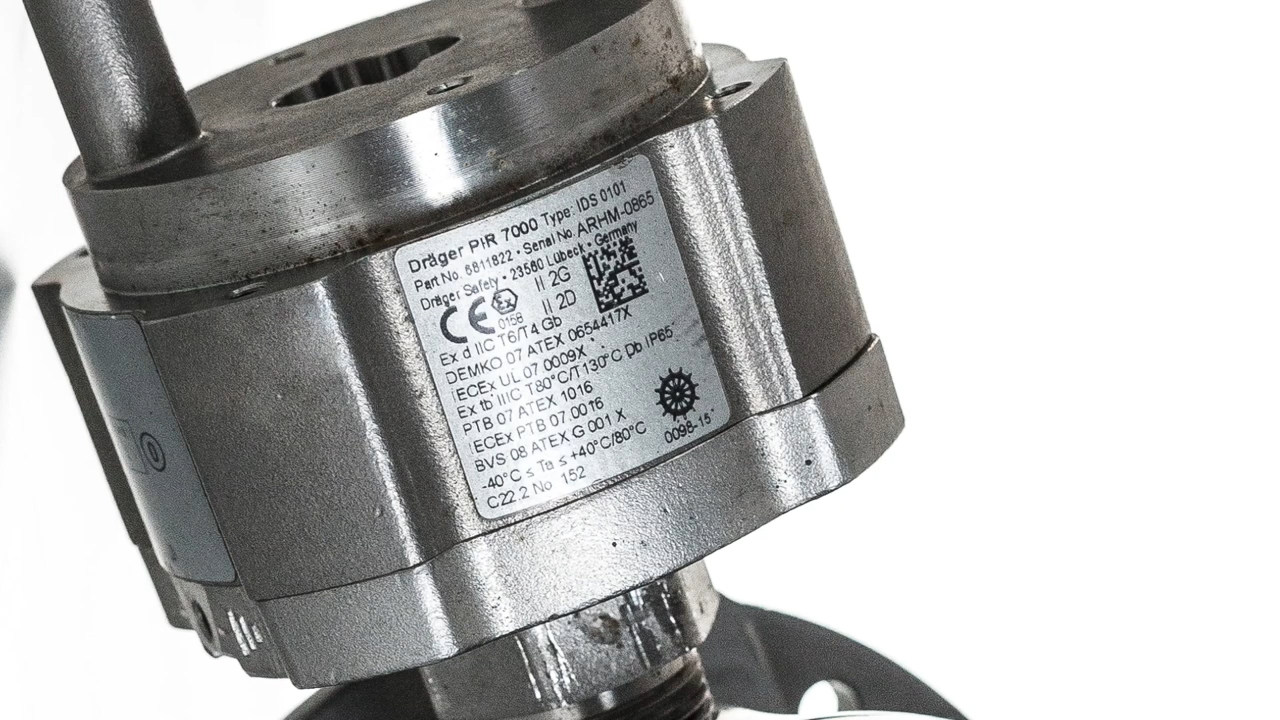 Dräger PIR 7000 Type: IDS 0101
Part No. 6811822 • Serial No. ARHM-0865
Dräger Safety • 23560 Lübeck • Germany
CE 0158 Ex II 2G
II 2D
Ex d IIC T6/T4 Gb
DEMKO 07 ATEX 0654417X
IECEx UL 07.0009X
Ex tb IIIC T80°C/T130°C Db IP65
PTB 07 ATEX 1016
IECEx PTB 07.0016
BVS 08 ATEX G 001 X
-40°C ≤ Ta ≤ +40°C/80°C
C22.2 No. 152
0098-15